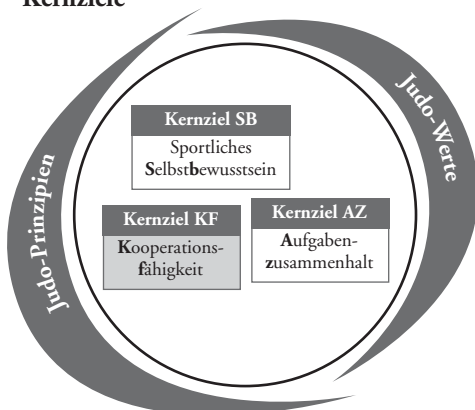 Kernziele
Judo-Werte
Kernziel SB
Sportliches
Selbstbewusstsein
Judo-Prinzipien
Kernziel KF
Kooperations-
fähigkeit
Kernziel AZ
Aufgaben-
zusammenhalt